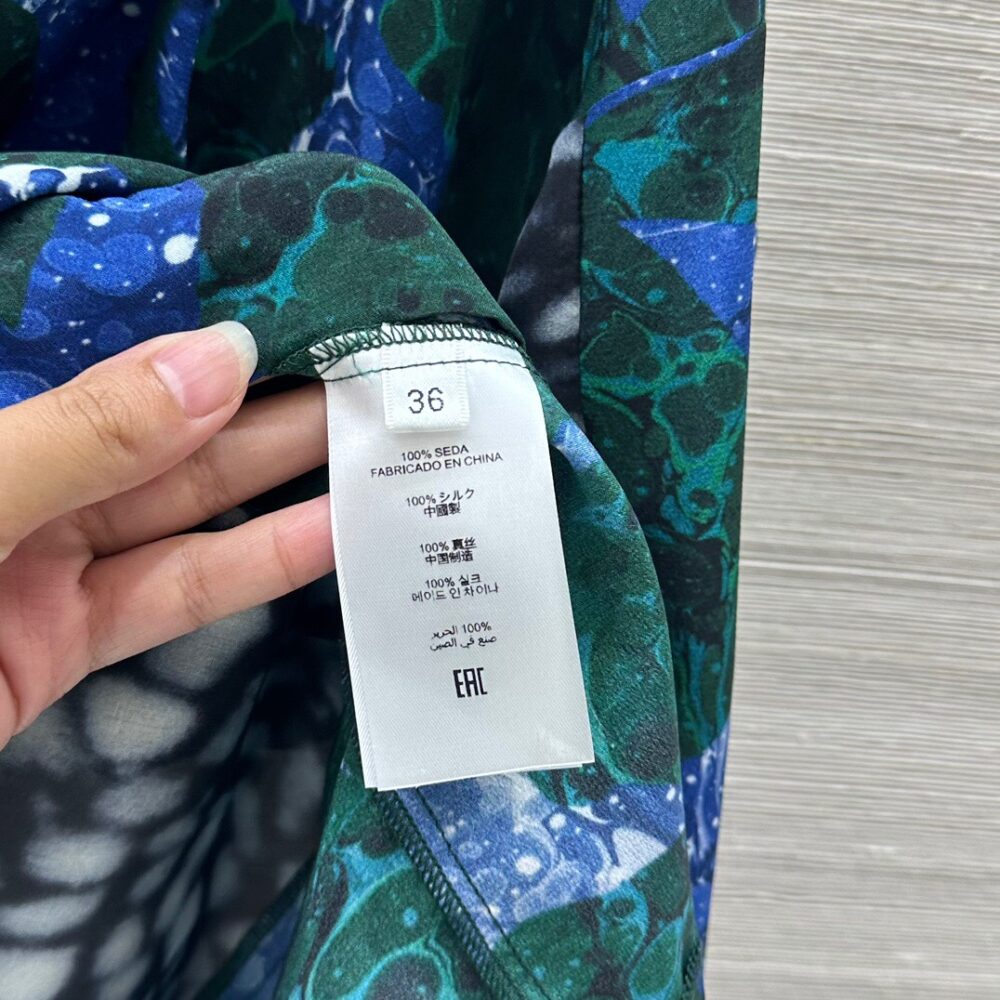 36
100% SEDA
FABRICADO EN CHINA
100% シルク
中國製
100% 真丝
中国制造
100% 실크
메이드 인 차이나
100% الحرير
صنع في الصين
EAC